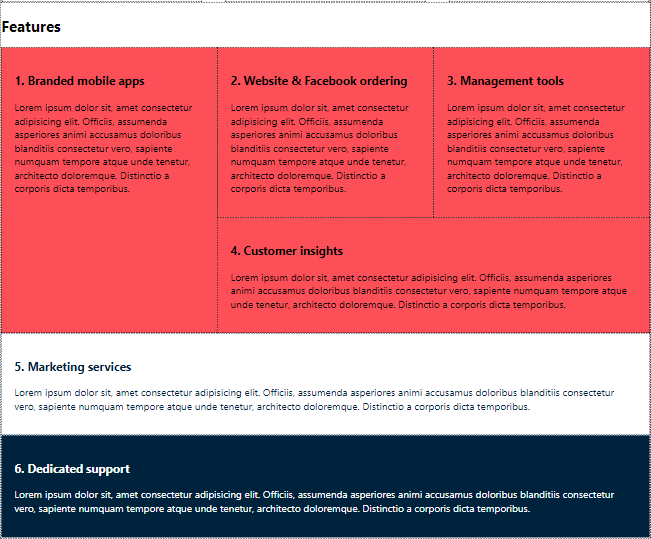 Features
1. Branded mobile apps
Lorem ipsum dolor sit, amet consectetur
adipisicing elit. Officiis, assumenda
asperiores animi accusamus doloribus
blanditiis consectetur vero, sapiente
numquam tempore atque unde tenetur,
architecto doloremque. Distinctio a
corporis dicta temporibus.
2. Website & Facebook ordering
Lorem ipsum dolor sit, amet consectetur
adipisicing elit. Officiis, assumenda
asperiores animi accusamus doloribus
blanditiis consectetur vero, sapiente
numquam tempore atque unde tenetur,
architecto doloremque. Distinctio a
corporis dicta temporibus.
3. Management tools
Lorem ipsum dolor sit, amet consectetur
adipisicing elit. Officiis, assumenda
asperiores animi accusamus doloribus
blanditiis consectetur vero, sapiente
numquam tempore atque unde tenetur,
architecto doloremque. Distinctio a
corporis dicta temporibus.
4. Customer insights
Lorem ipsum dolor sit, amet consectetur adipisicing elit. Officiis, assumenda asperiores
animi accusamus doloribus blanditiis consectetur vero, sapiente numquam tempore atque
unde tenetur, architecto doloremque. Distinctio a corporis dicta temporibus.
5. Marketing services
Lorem ipsum dolor sit, amet consectetur adipisicing elit. Officiis, assumenda asperiores animi accusamus doloribus blanditiis consectetur
vero, sapiente numquam tempore atque unde tenetur, architecto doloremque. Distinctio a corporis dicta temporibus.
6. Dedicated support
Lorem ipsum dolor sit, amet consectetur adipisicing elit. Officiis, assumenda asperiores animi accusamus doloribus blanditiis consectetur
vero, sapiente numquam tempore atque unde tenetur, architecto doloremque. Distinctio a corporis dicta temporibus.